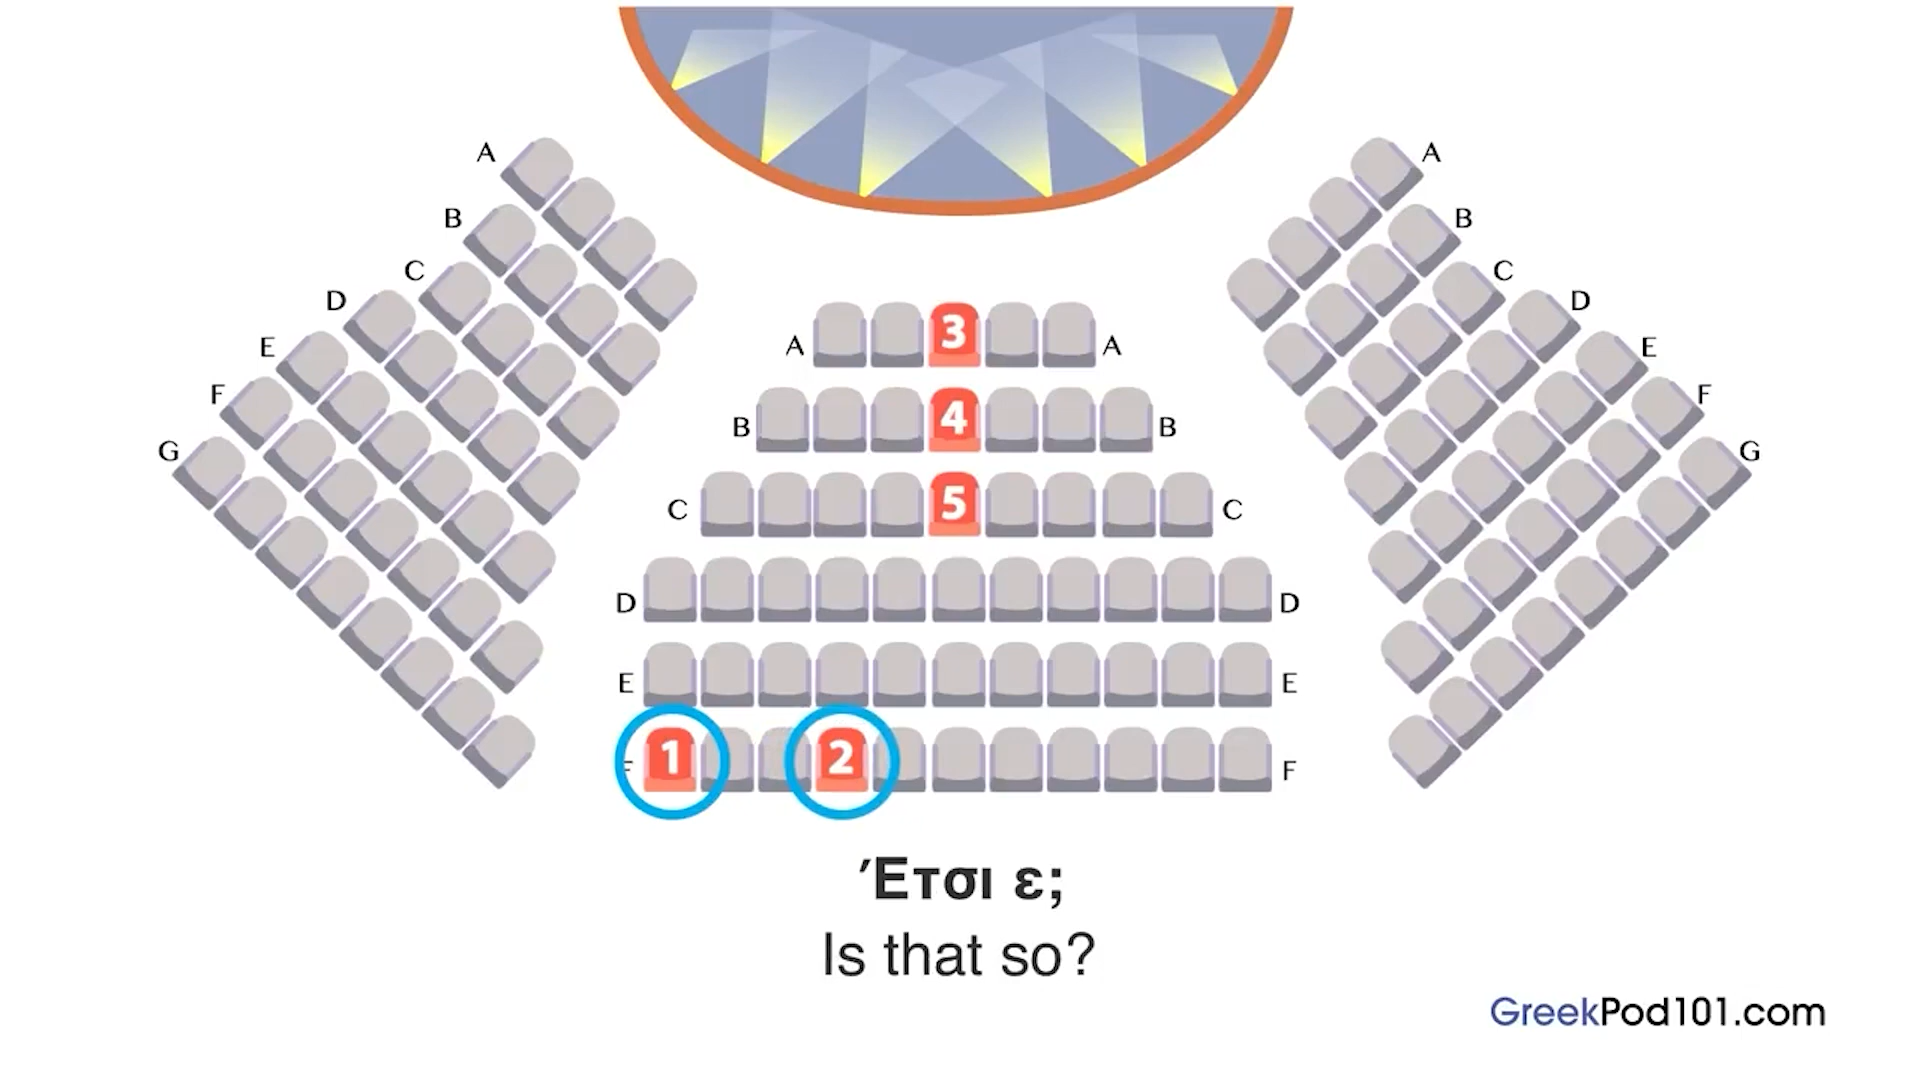 A
A
B
B
C
C
D
D
E
E
F
F
G
G
A 3 A
B 4 B
C 5 C
D D
E E
F 1 2 F
Έτσι ε;
Is that so?
GreekPod101.com